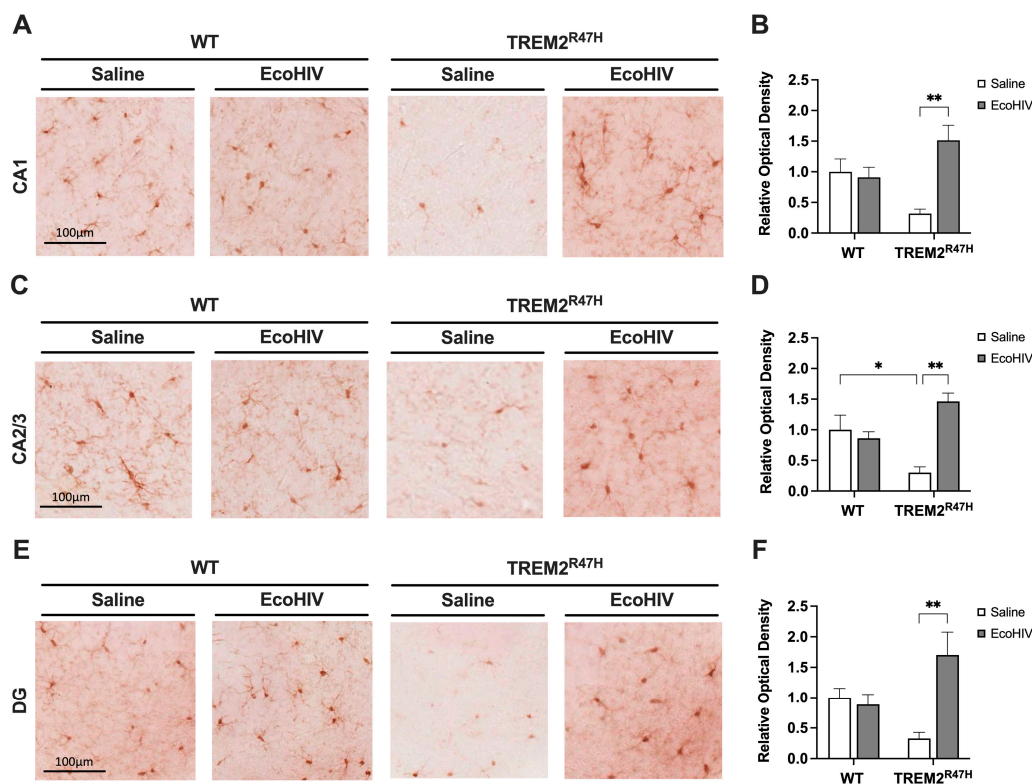 A
WT
TREM2R47H
Saline
EcoHIV
Saline
EcoHIV
CA1
100μm
B
Relative Optical Density
2.5
2.0
1.5
1.0
0.5
0.0
**
Saline
EcoHIV
WT
TREM2R47H
C
WT
TREM2R47H
Saline
EcoHIV
Saline
EcoHIV
CA2/3
100μm
D
Relative Optical Density
2.5
2.0
1.5
1.0
0.5
0.0
*
**
Saline
EcoHIV
WT
TREM2R47H
E
WT
TREM2R47H
Saline
EcoHIV
Saline
EcoHIV
DG
100μm
F
Relative Optical Density
2.5
2.0
1.5
1.0
0.5
0.0
**
Saline
EcoHIV
WT
TREM2R47H